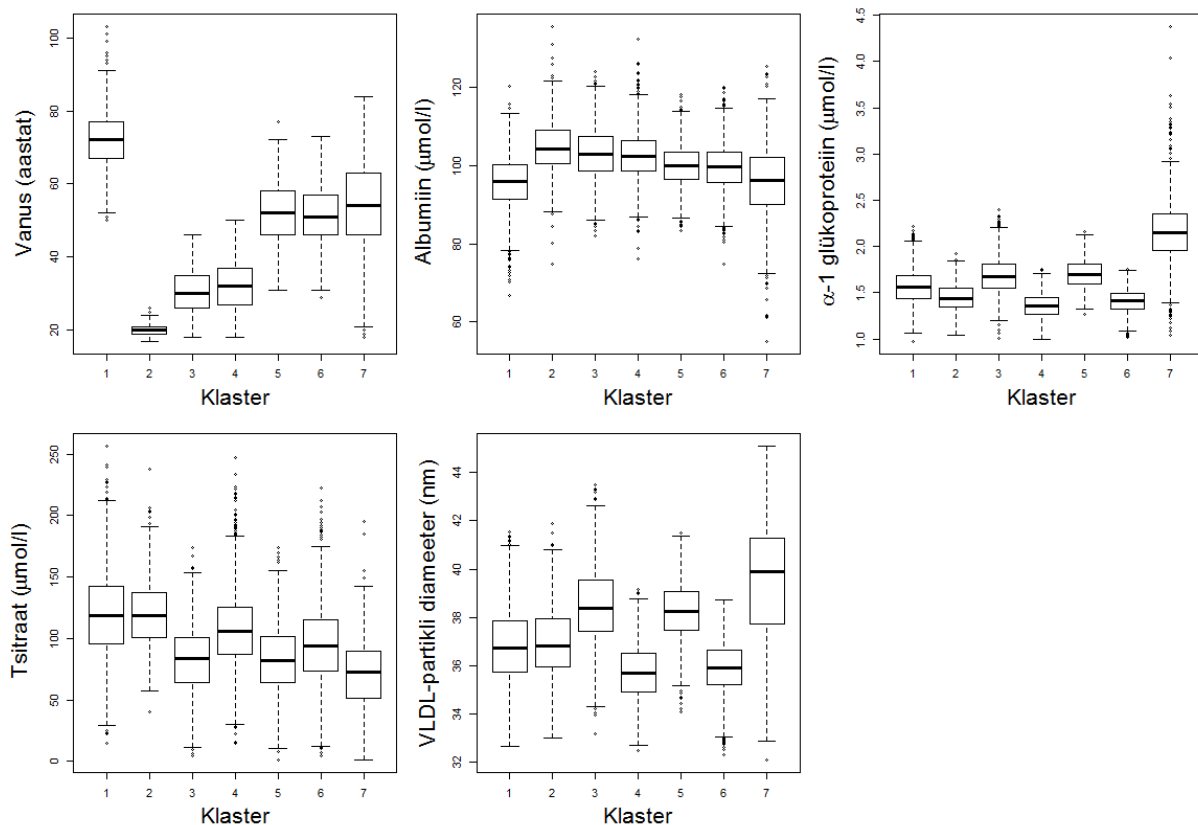 Vanus (aastat)
20 40 60 80 100
1 2 3 4 5 6 7
Klaster
Albumiin (μmol/l)
60 80 100 120
1 2 3 4 5 6 7
Klaster
α-1 glükoproteiin (μmol/l)
1.0 1.5 2.0 2.5 3.0 3.5 4.0 4.5
1 2 3 4 5 6 7
Klaster
Tsitraat (μmol/l)
0 50 100 150 200 250
1 2 3 4 5 6 7
Klaster
VLDL-partikli diameeter (nm)
32 34 36 38 40 42 44
1 2 3 4 5 6 7
Klaster